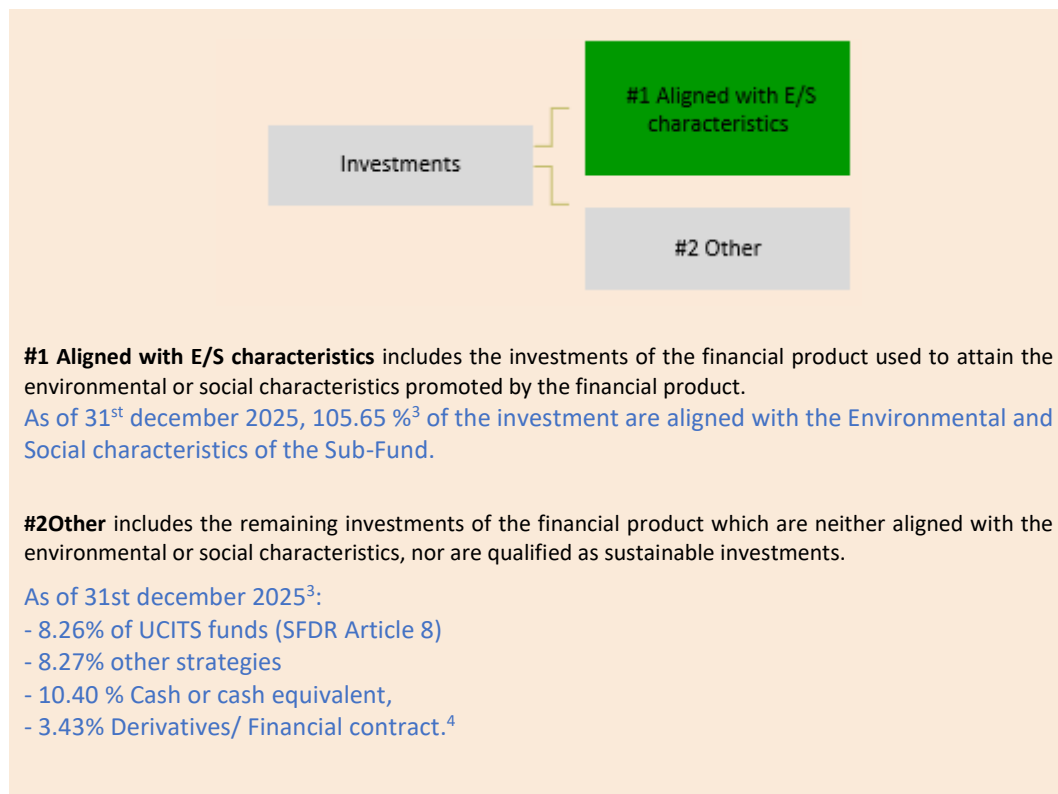 #1 Aligned with E/S
characteristics
Investments
#2 Other
#1 Aligned with E/S characteristics includes the investments of the financial product used to attain the
environmental or social characteristics promoted by the financial product.
As of 31st december 2025, 105.65 %3 of the investment are aligned with the Environmental and
Social characteristics of the Sub-Fund.
#2Other includes the remaining investments of the financial product which are neither aligned with the
environmental or social characteristics, nor are qualified as sustainable investments.
As of 31st december 20253:
- 8.26% of UCITS funds (SFDR Article 8)
- 8.27% other strategies
- 10.40 % Cash or cash equivalent,
- 3.43% Derivatives/ Financial contract.4